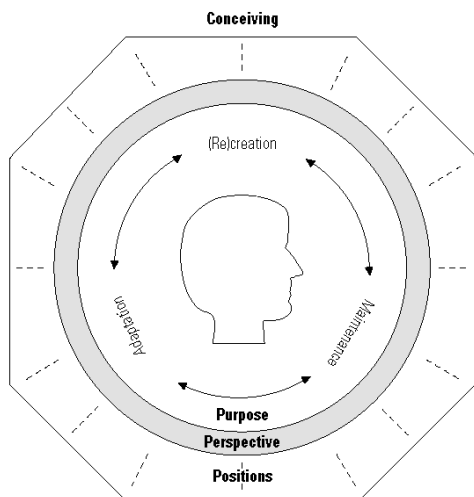 Conceiving
(Re)creation
Adaptation
Maintenance
Purpose
Perspective
Positions